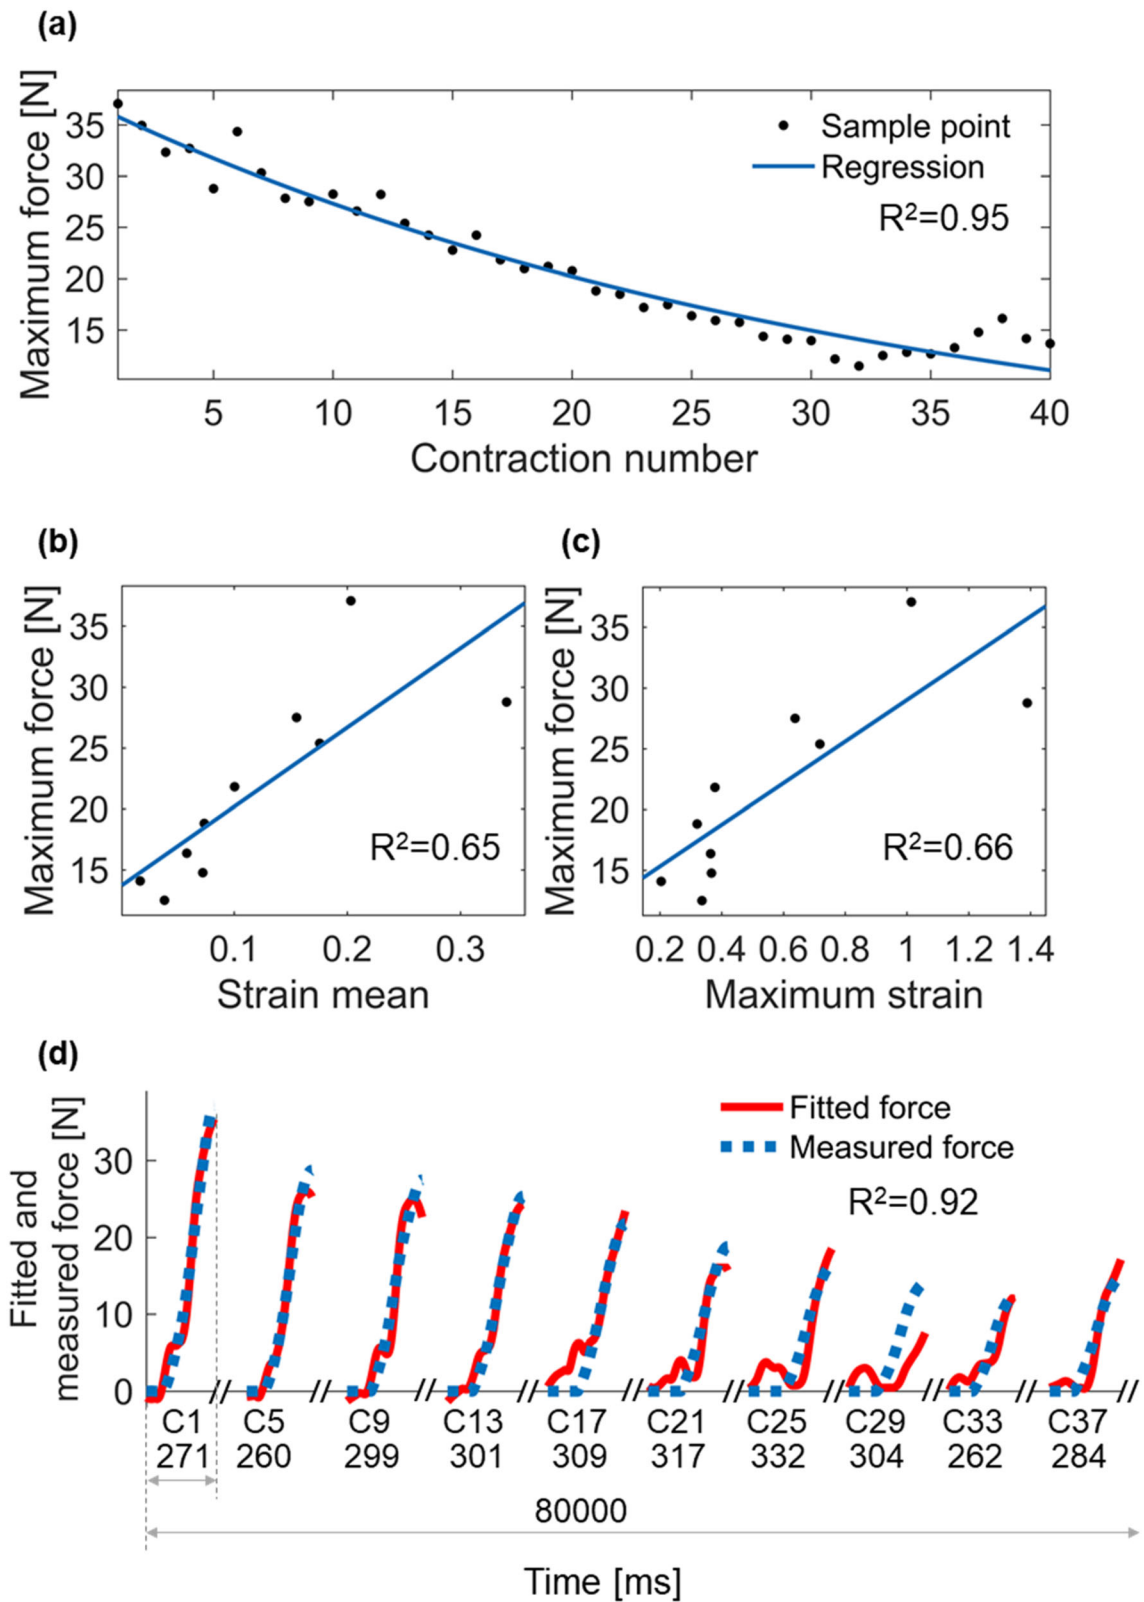 (a)
Maximum force [N]
35
30
25
20
15
Sample point
Regression
R²=0.95
5 10 15 20 25 30 35 40
Contraction number
(b)
Maximum force [N]
35
30
25
20
15
R²=0.65
0.1 0.2 0.3
Strain mean
(c)
Maximum force [N]
35
30
25
20
15
R²=0.66
0.2 0.4 0.6 0.8 1 1.2 1.4
Maximum strain
(d)
Fitted and
measured force [N]
30
20
10
0
Fitted force
Measured force
R²=0.92
C1 C5 C9 C13 C17 C21 C25 C29 C33 C37
271 260 299 301 309 317 332 304 262 284
80000
Time [ms]